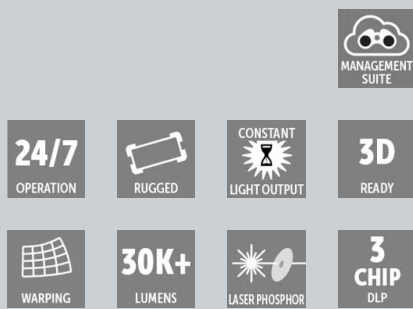 MANAGEMENT
SUITE
24/7
OPERATION
RUGGED
CONSTANT
LIGHT OUTPUT
3D
READY
WARPING
30K+
LUMENS
LASER PHOSPHOR
3
CHIP
DLP